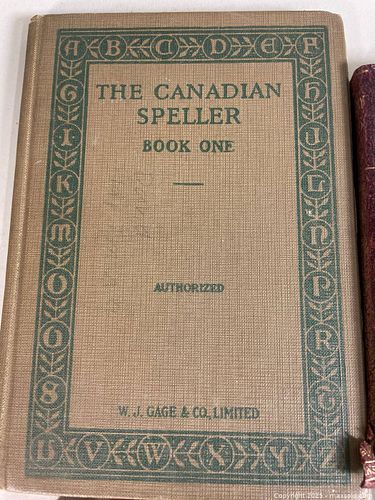 A B C D E F
G H
THE CANADIAN
SPELLER
BOOK ONE
I
K L
M N
AUTHORIZED
O P
R
S T
W. J. GAGE & CO., LIMITED
U V W X Y Z